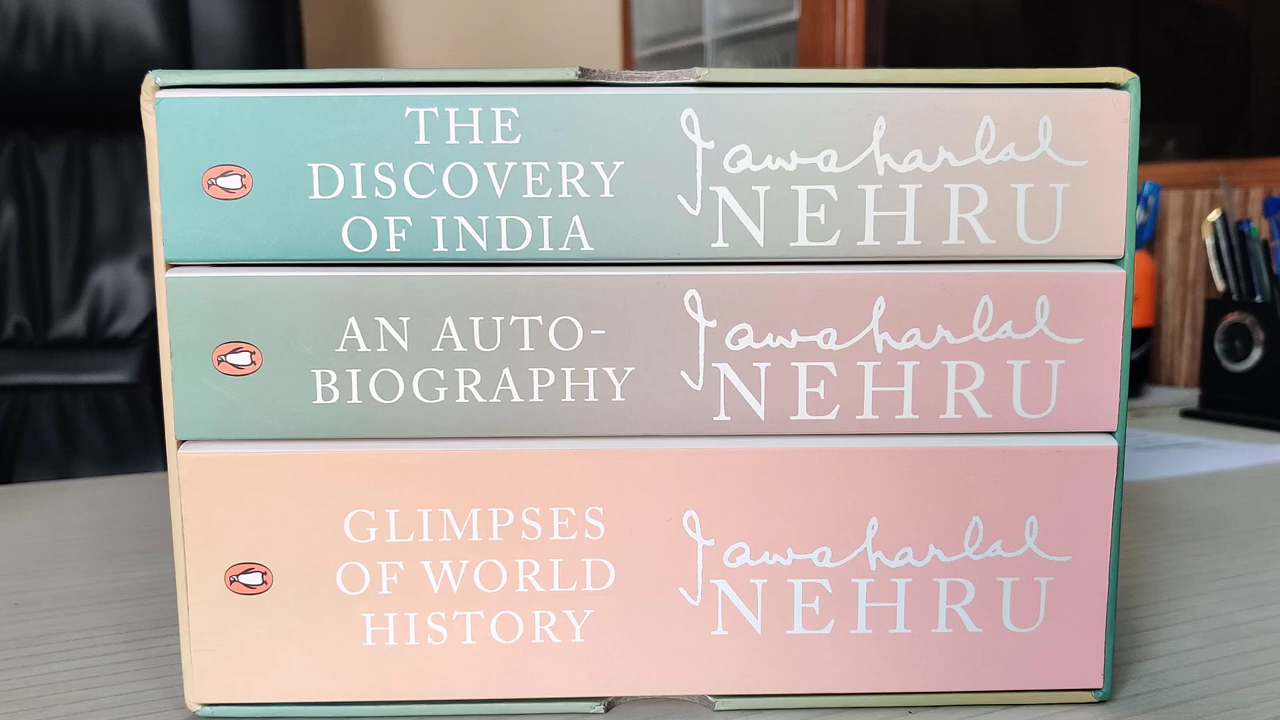 THE
DISCOVERY
OF INDIA
Jawaharlal
NEHRU
AN AUTO-
BIOGRAPHY
Jawaharlal
NEHRU
GLIMPSES
OF WORLD
HISTORY
Jawaharlal
NEHRU